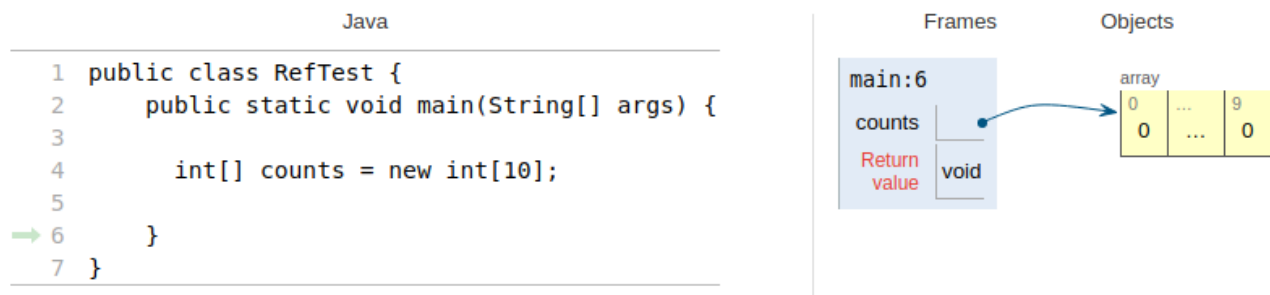 Java
1 public class RefTest {
2     public static void main(String[] args) {
3
4       int[] counts = new int[10];
5
6     }
7 }
Frames
Objects
main:6
counts
Return
value
void
array
0 ... 9
0 ... 0